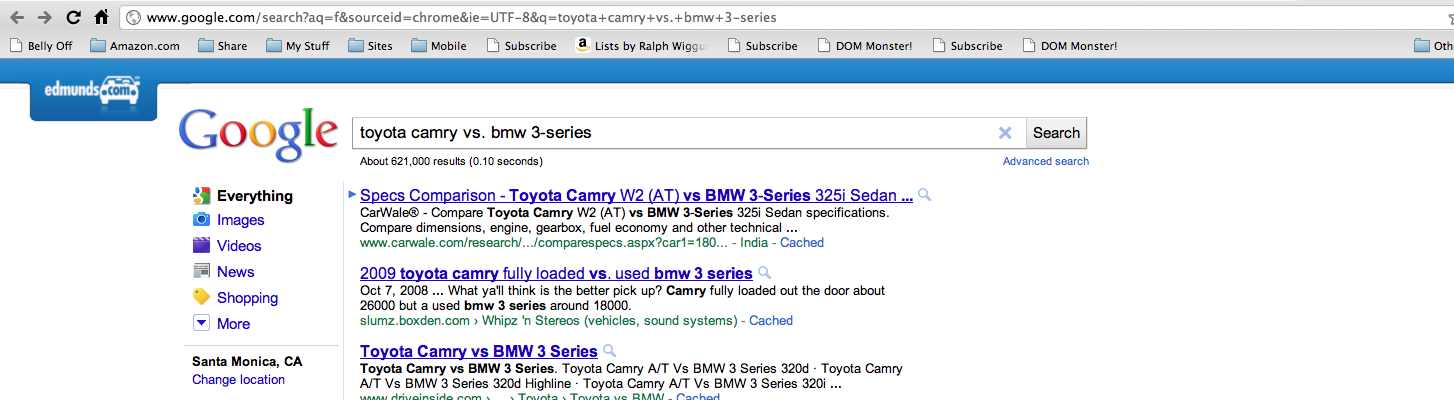 www.google.com/search?aq=f&sourceid=chrome&ie=UTF-8&q=toyota+camry+vs.+bmw+3-series
Belly Off Amazon.com Share My Stuff Sites Mobile Subscribe Lists by Ralph Wiggu Subscribe DOM Monster! Subscribe DOM Monster! Oth
edmunds.com
Google
toyota camry vs. bmw 3-series
Search
About 621,000 results (0.10 seconds)
Advanced search
Everything
Images
Videos
News
Shopping
More
Santa Monica, CA
Change location
Specs Comparison - Toyota Camry W2 (AT) vs BMW 3-Series 325i Sedan ...
CarWale® - Compare Toyota Camry W2 (AT) vs BMW 3-Series 325i Sedan specifications.
Compare dimensions, engine, gearbox, fuel economy and other technical ...
www.carwale.com/research/.../comparespecs.aspx?car1=180... - India - Cached
2009 toyota camry fully loaded vs. used bmw 3 series
Oct 7, 2008 ... What ya'll think is the better pick up? Camry fully loaded out the door about
26000 but a used bmw 3 series around 18000.
slumz.boxden.com › Whipz 'n Stereos (vehicles, sound systems) - Cached
Toyota Camry vs BMW 3 Series
Toyota Camry vs BMW 3 Series. Toyota Camry A/T Vs BMW 3 Series 320d · Toyota Camry
A/T Vs BMW 3 Series 320d Highline · Toyota Camry A/T Vs BMW 3 Series 320i ...
www.driveinside.com › ... › Toyota › Toyota vs BMW - Cached